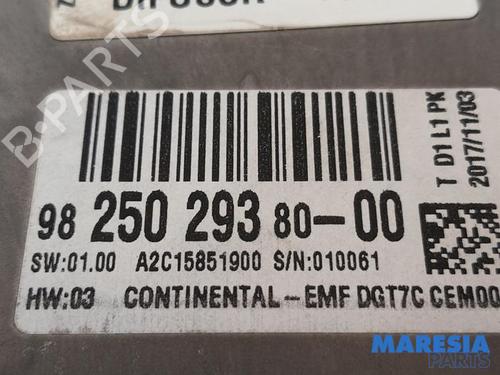 98 250 293 80-00
SW:01.00 A2C15851900 S/N:010061
HW:03 CONTINENTAL-EMF DGT7C CEM00
T D1 L1 PK
2017/11/03
MARESIA
PARTS